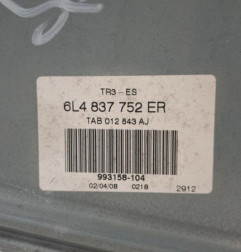 TR3-ES
6L4 837 752 ER
TAB 012 843 AJ
993158-104
02/04/08 0218 2912